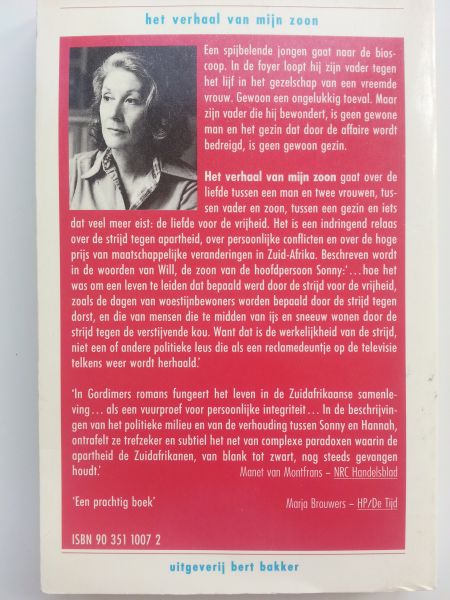 het verhaal van mijn zoon
Een spijbelende jongen gaat naar de bios-
coop. In de foyer loopt hij zijn vader tegen
het lijf in het gezelschap van een vreemde
vrouw. Gewoon een ongelukkig toeval. Maar
zijn vader die hij bewondert, is geen gewone
man en het gezin dat door de affaire wordt
bedreigd, is geen gewoon gezin.
Het verhaal van mijn zoon gaat over de
liefde tussen een man en twee vrouwen, tus-
sen vader en zoon, tussen een gezin en iets
dat veel meer eist: de liefde voor de vrijheid. Het is een indringend relaas
over de strijd tegen apartheid, over persoonlijke conflicten en over de hoge
prijs van maatschappelijke veranderingen in Zuid-Afrika. Beschreven wordt
in de woorden van Will, de zoon van de hoofdpersoon Sonny:'...hoe het
was om een leven te leiden dat bepaald werd door de strijd voor de vrijheid,
zoals de dagen van woestijnbewoners worden bepaald door de strijd tegen
dorst, en die van mensen die te midden van ijs en sneeuw wonen door de
strijd tegen de verstijvende kou. Want dat is de werkelijkheid van de strijd,
niet een of andere politieke leus die als een reclamedeuntje op de televisie
telkens weer wordt herhaald.'
'In Gordimers romans fungeert het leven in de Zuidafrikaanse samenle-
ving... als een vuurproef voor persoonlijke integriteit... In de beschrijvin-
gen van het politieke milieu en van de verhouding tussen Sonny en Hannah,
ontrafelt ze trefzeker en subtiel het net van complexe paradoxen waarin de
apartheid de Zuidafrikanen, van blank tot zwart, nog steeds gevangen
houdt.' Manet van Montfrans – NRC Handelsblad
'Een prachtig boek' Marja Brouwers – HP/De Tijd
ISBN 90 351 1007 2
uitgeverij bert bakker